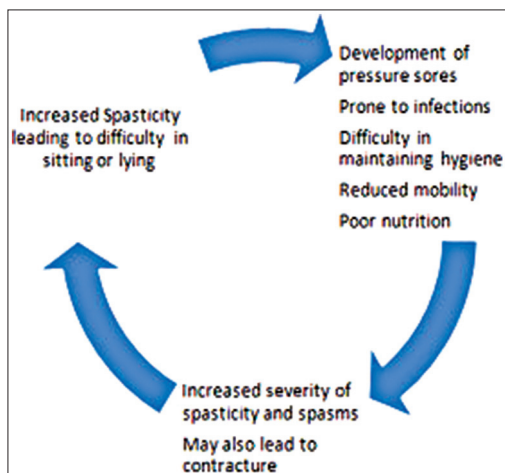 Increased Spasticity
leading to difficulty in
sitting or lying
Development of
pressure sores
Prone to infections
Difficulty in
maintaining hygiene
Reduced mobility
Poor nutrition
Increased severity of
spasticity and spasms
May also lead to
contracture